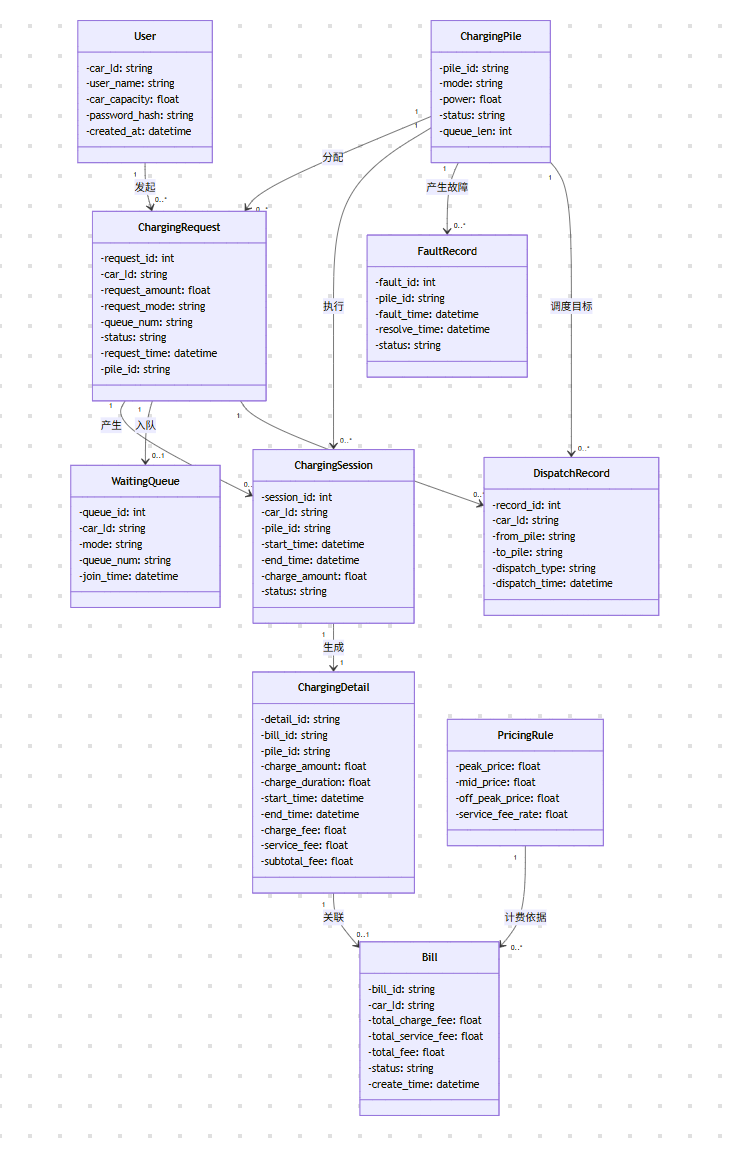 User
-car_Id: string
-user_name: string
-car_capacity: float
-password_hash: string
-created_at: datetime
ChargingPile
-pile_id: string
-mode: string
-power: float
-status: string
-queue_len: int
1
1
1
1
1
分配
发起
产生故障
0..*
0..*
0..*
ChargingRequest
-request_id: int
-car_Id: string
-request_amount: float
-request_mode: string
-queue_num: string
-status: string
-request_time: datetime
-pile_id: string
FaultRecord
-fault_id: int
-pile_id: string
-fault_time: datetime
-resolve_time: datetime
-status: string
执行
调度目标
1
1
1
产生
入队
0..1
0..*
0..*
WaitingQueue
-queue_id: int
-car_Id: string
-mode: string
-queue_num: string
-join_time: datetime
0..
ChargingSession
-session_id: int
-car_Id: string
-pile_id: string
-start_time: datetime
-end_time: datetime
-charge_amount: float
-status: string
0..
DispatchRecord
-record_id: int
-car_Id: string
-from_pile: string
-to_pile: string
-dispatch_type: string
-dispatch_time: datetime
1
生成
1
ChargingDetail
-detail_id: string
-bill_id: string
-pile_id: string
-charge_amount: float
-charge_duration: float
-start_time: datetime
-end_time: datetime
-charge_fee: float
-service_fee: float
-subtotal_fee: float
PricingRule
-peak_price: float
-mid_price: float
-off_peak_price: float
-service_fee_rate: float
1
1
关联
计费依据
0..1
0..*
Bill
-bill_id: string
-car_Id: string
-total_charge_fee: float
-total_service_fee: float
-total_fee: float
-status: string
-create_time: datetime